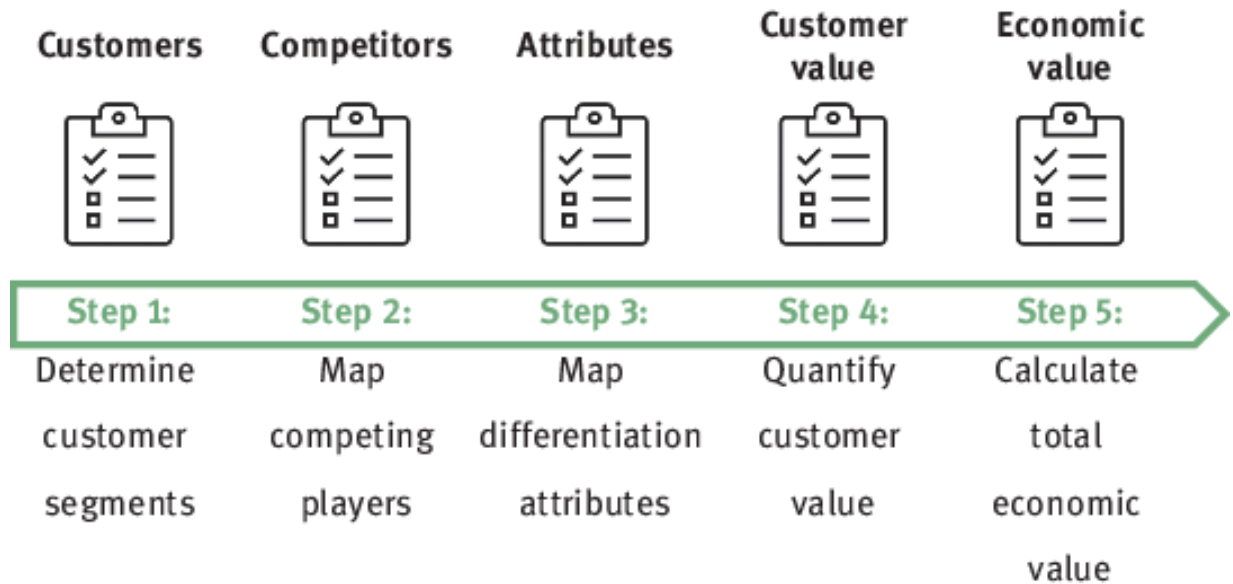 Customers
Competitors
Attributes
Customer
value
Economic
value
Step 1:
Step 2:
Step 3:
Step 4:
Step 5:
Determine
customer
segments
Map
competing
players
Map
differentiation
attributes
Quantify
customer
value
Calculate
total
economic
value